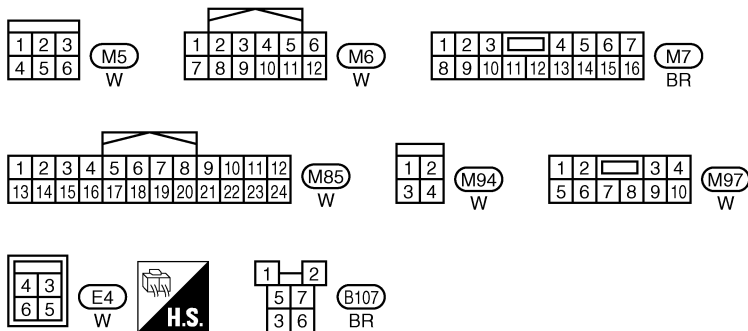 1 2 3
4 5 6
M5
W
1 2 3 4 5 6
7 8 9 10 11 12
M6
W
1 2 3 4 5 6 7
8 9 10 11 12 13 14 15 16
M7
BR
1 2 3 4 5 6 7 8 9 10 11 12
13 14 15 16 17 18 19 20 21 22 23 24
M85
W
1 2
3 4
M94
W
1 2 3 4
5 6 7 8 9 10
M97
W
4 3
6 5
E4
W
H.S.
1 2
5 7
3 6
B107
BR